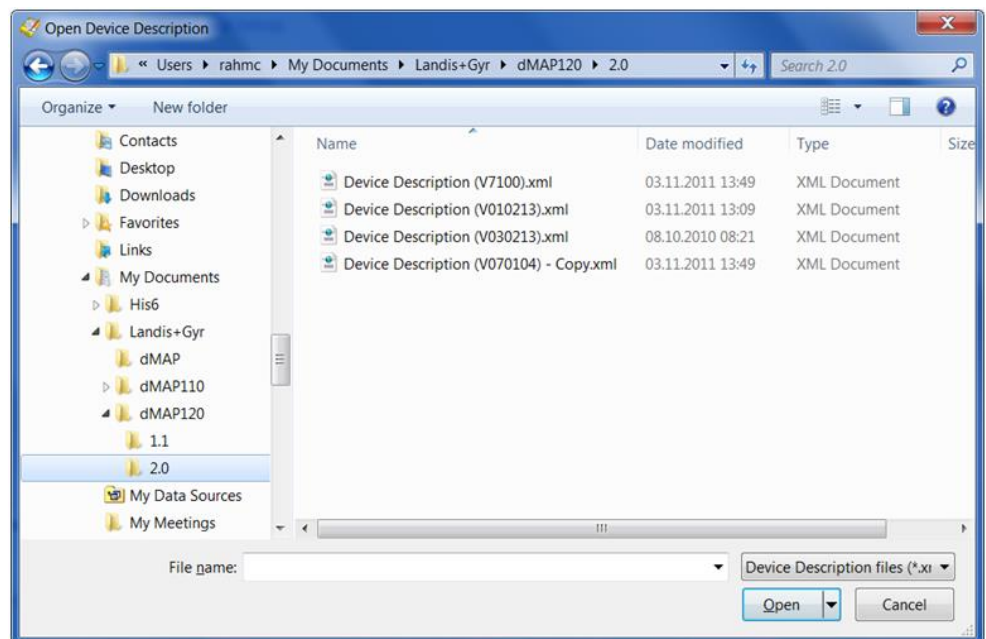 Open Device Description
« Users ▸ rahmc ▸ My Documents ▸ Landis+Gyr ▸ dMAP120 ▸ 2.0
Search 2.0
Organize New folder
Contacts
Desktop
Downloads
Favorites
Links
My Documents
His6
Landis+Gyr
dMAP
dMAP110
dMAP120
1.1
2.0
My Data Sources
My Meetings
Name Date modified Type Size
Device Description (V7100).xml 03.11.2011 13:49 XML Document
Device Description (V010213).xml 03.11.2011 13:09 XML Document
Device Description (V030213).xml 08.10.2010 08:21 XML Document
Device Description (V070104) - Copy.xml 03.11.2011 13:49 XML Document
File name:
Device Description files (*.x
Open Cancel